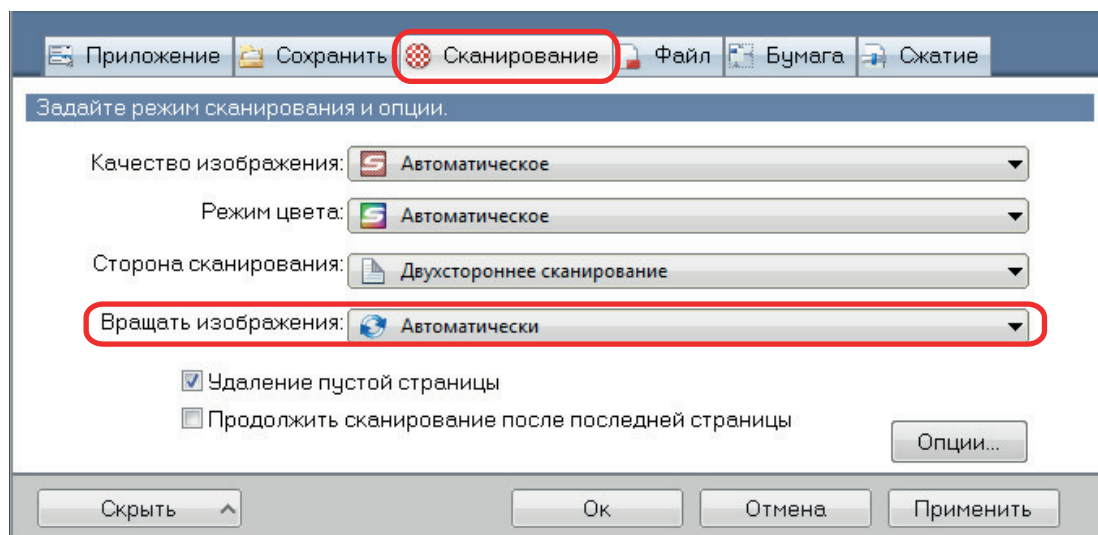 Приложение Сохранить Сканирование Файл Бумага Сжатие
Задайте режим сканирования и опции.
Качество изображения: Автоматическое
Режим цвета: Автоматическое
Сторона сканирования: Двухстороннее сканирование
Вращать изображения: Автоматически
Удаление пустой страницы
Продолжить сканирование после последней страницы
Опции...
Скрыть Ок Отмена Применить